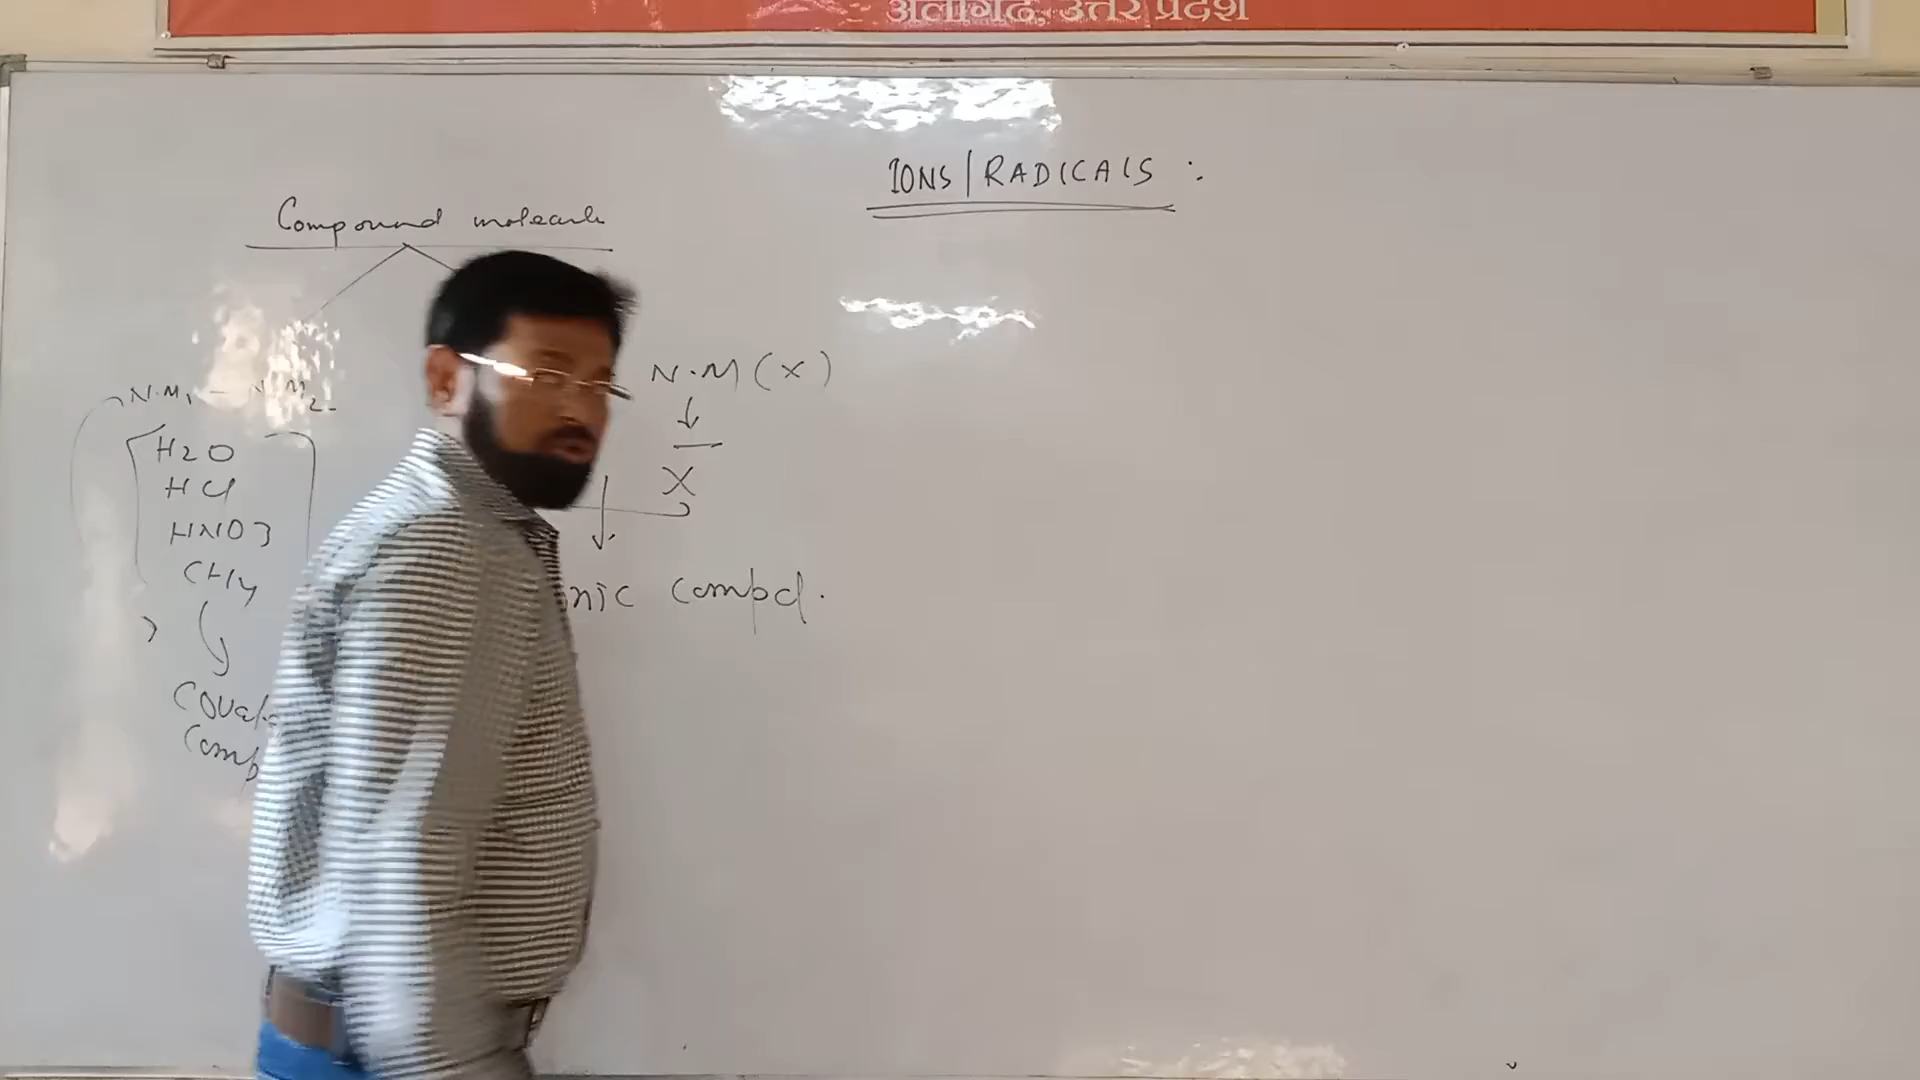 अलीगढ़, उत्तर प्रदेश
IONS/RADICALS :
Compound molecule
N.M (X)
N.M₁ - N.M₂
H2O
X
HCl
HNO3
CH4
nic compd.
Coval
Comp